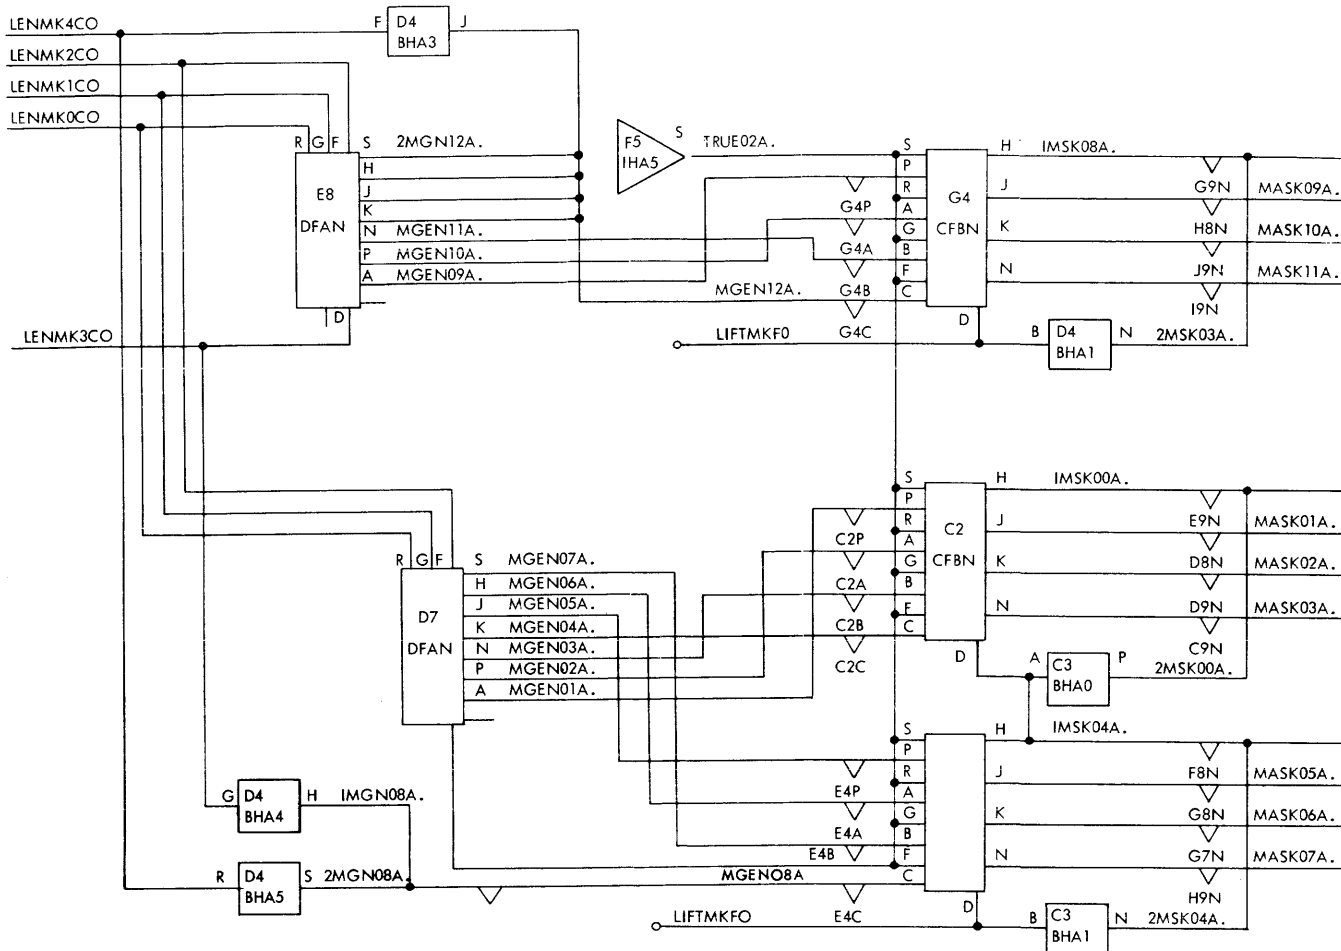 LENMK4CO
F D4 J
BHA3
LENMK2CO
LENMK1CO
LENMK0CO
R G F S 2MGN12A.
H
J
K
N MGEN11A.
P MGEN10A.
A MGEN09A.
E8
DFAN
D
LENMK3CO
F5
IHA5
S TRUE02A.
S
P
R
A
G
B
F
C
G4
CFBN
D
G4P
G4A
MGEN12A. G4B
G4C
LIFTMKF0
H IMSK08A.
G9N
J MASK09A.
H8N
K MASK10A.
J9N
N MASK11A.
I9N
B D4 N 2MSK03A.
BHA1
R G F S MGEN07A.
H MGEN06A.
J MGEN05A.
K MGEN04A.
N MGEN03A.
P MGEN02A.
A MGEN01A.
D7
DFAN
S
P
R
A
G
B
F
C
C2
CFBN
D
C2P
C2A
C2B
C2C
H IMSK00A.
E9N
J MASK01A.
D8N
K MASK02A.
D9N
N MASK03A.
C9N
A C3 P 2MSK00A.
BHA0
S
P
R
A
G
B
F
C
D
E4P
E4A
E4B
E4C
H IMSK04A.
F8N
J MASK05A.
G8N
K MASK06A.
G7N
N MASK07A.
H9N
G D4 H IMGN08A.
BHA4
R D4 S 2MGN08A.
BHA5
MGENO8A
LIFTMKFO
B C3 N 2MSK04A.
BHA1